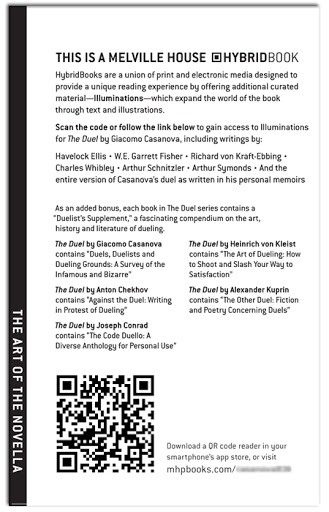 THIS IS A MELVILLE HOUSE HYBRIDBOOK
HybridBooks are a union of print and electronic media designed to
provide a unique reading experience by offering additional curated
material—Illuminations—which expand the world of the book
through text and illustrations.
Scan the code or follow the link below to gain access to Illuminations
for The Duel by Giacomo Casanova, including writings by:
Havelock Ellis • W.E. Garrett Fisher • Richard von Kraft-Ebbing •
Charles Whibley • Arthur Schnitzler • Arthur Symonds • And the
entire version of Casanova's duel as written in his personal memoirs
As an added bonus, each book in The Duel series contains a
"Duelist's Supplement," a fascinating compendium on the art,
history and literature of dueling.
The Duel by Giacomo Casanova
contains "Duels, Duelists and
Dueling Grounds: A Survey of the
Infamous and Bizarre"
The Duel by Anton Chekhov
contains "Against the Duel: Writing
in Protest of Dueling"
The Duel by Joseph Conrad
contains "The Code Duello: A
Diverse Anthology for Personal Use"
The Duel by Heinrich von Kleist
contains "The Art of Dueling: How
to Shoot and Slash Your Way to
Satisfaction"
The Duel by Alexander Kuprin
contains "The Other Duel: Fiction
and Poetry Concerning Duels"
THE ART OF THE NOVELLA
Download a QR code reader in your
smartphone's app store, or visit
mhpbooks.com/